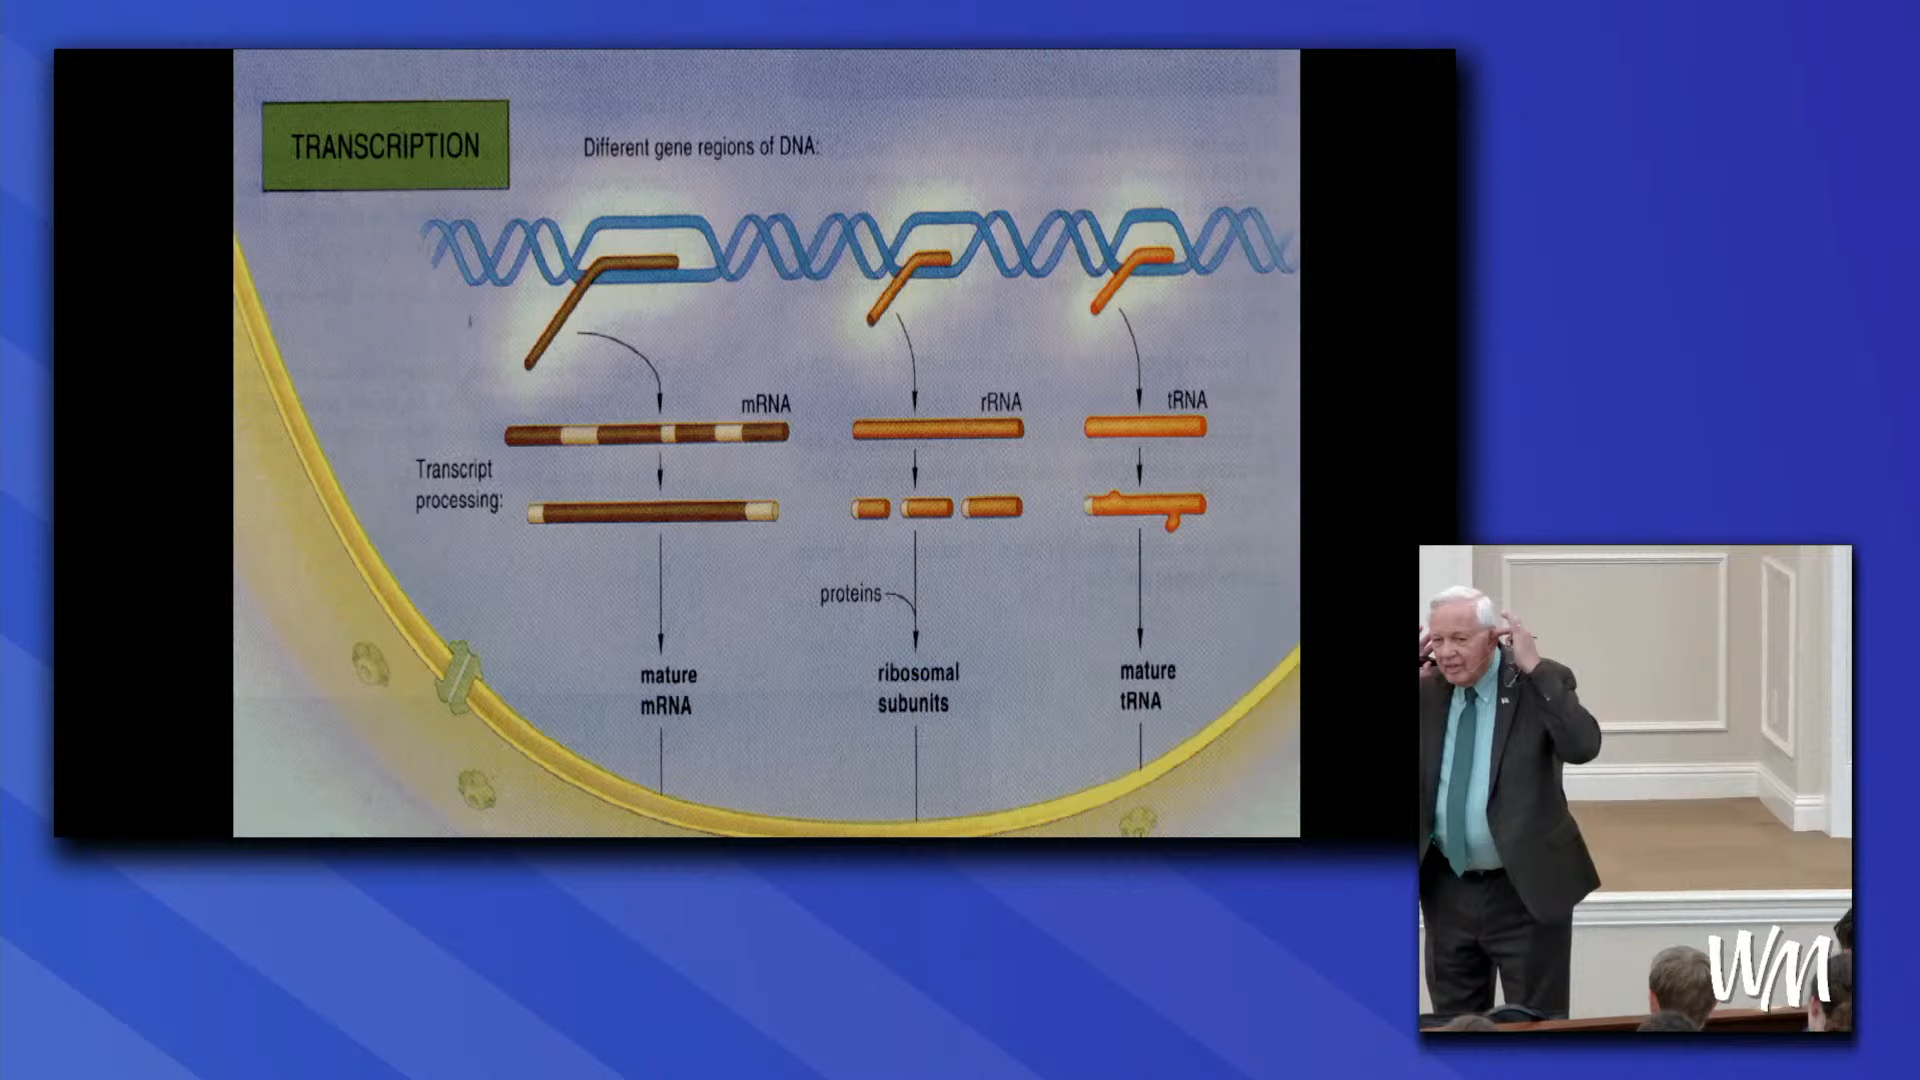 TRANSCRIPTION
Different gene regions of DNA:
mRNA
rRNA
tRNA
Transcript
processing:
proteins
mature
mRNA
ribosomal
subunits
mature
tRNA
WM